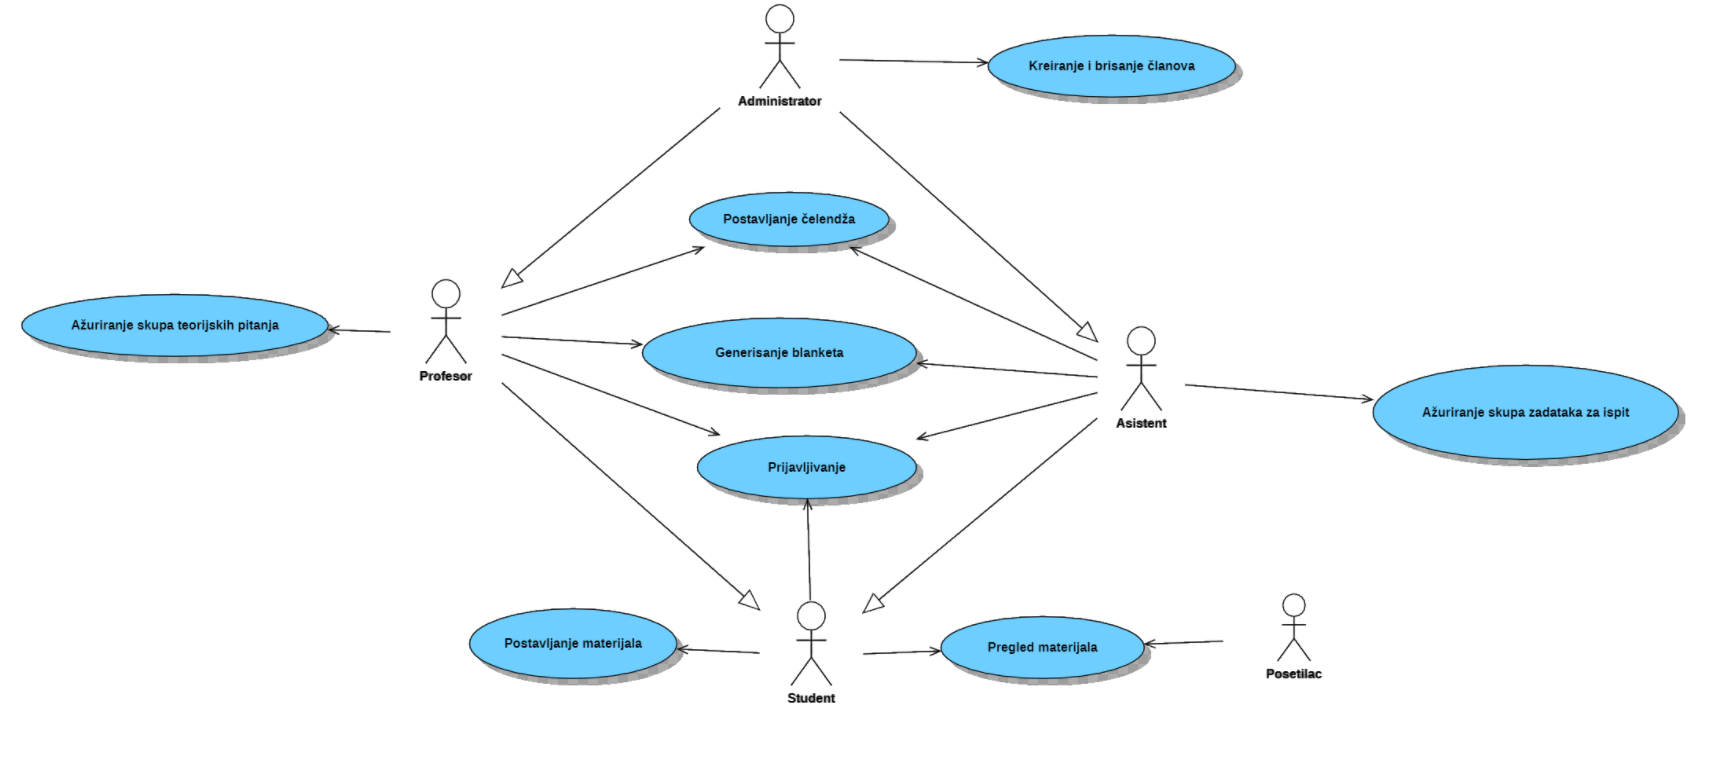 Administrator
Kreiranje i brisanje članova
Postavljanje čelendža
Ažuriranje skupa teorijskih pitanja
Profesor
Generisanje blanketa
Asistent
Ažuriranje skupa zadataka za ispit
Prijavljivanje
Postavljanje materijala
Student
Pregled materijala
Posetilac